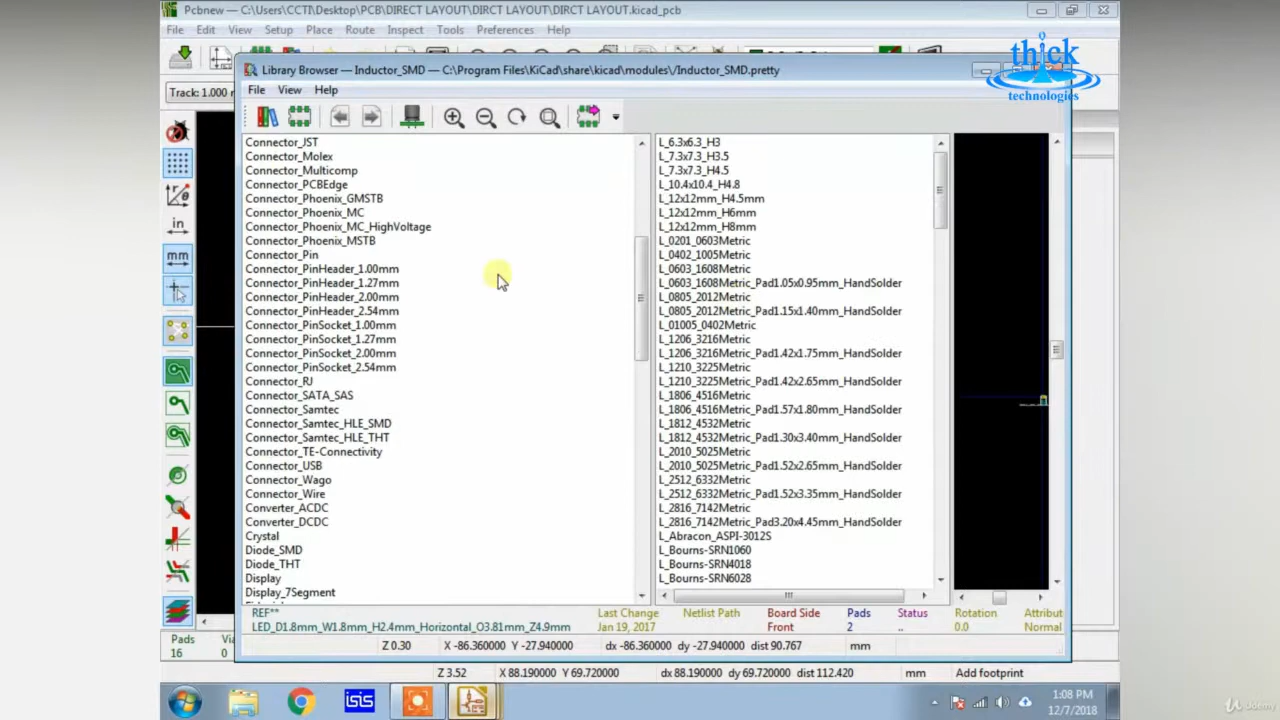 Pcbnew — C:\Users\CCTI\Desktop\PCB\DIRECT LAYOUT\DIRCT LAYOUT\DIRCT LAYOUT.kicad_pcb
File Edit View Setup Place Route Inspect Tools Preferences Help
thick
technologies
Library Browser — Inductor_SMD — C:\Program Files\KiCad\share\kicad\modules\/Inductor_SMD.pretty
File View Help
Track: 1.000
in
mm
Connector_JST
Connector_Molex
Connector_Multicomp
Connector_PCBEdge
Connector_Phoenix_GMSTB
Connector_Phoenix_MC
Connector_Phoenix_MC_HighVoltage
Connector_Phoenix_MSTB
Connector_Pin
Connector_PinHeader_1.00mm
Connector_PinHeader_1.27mm
Connector_PinHeader_2.00mm
Connector_PinHeader_2.54mm
Connector_PinSocket_1.00mm
Connector_PinSocket_1.27mm
Connector_PinSocket_2.00mm
Connector_PinSocket_2.54mm
Connector_RJ
Connector_SATA_SAS
Connector_Samtec
Connector_Samtec_HLE_SMD
Connector_Samtec_HLE_THT
Connector_TE-Connectivity
Connector_USB
Connector_Wago
Connector_Wire
Converter_ACDC
Converter_DCDC
Crystal
Diode_SMD
Diode_THT
Display
Display_7Segment
L_6.3x6.3_H3
L_7.3x7.3_H3.5
L_7.3x7.3_H4.5
L_10.4x10.4_H4.8
L_12x12mm_H4.5mm
L_12x12mm_H6mm
L_12x12mm_H8mm
L_0201_0603Metric
L_0402_1005Metric
L_0603_1608Metric
L_0603_1608Metric_Pad1.05x0.95mm_HandSolder
L_0805_2012Metric
L_0805_2012Metric_Pad1.15x1.40mm_HandSolder
L_01005_0402Metric
L_1206_3216Metric
L_1206_3216Metric_Pad1.42x1.75mm_HandSolder
L_1210_3225Metric
L_1210_3225Metric_Pad1.42x2.65mm_HandSolder
L_1806_4516Metric
L_1806_4516Metric_Pad1.57x1.80mm_HandSolder
L_1812_4532Metric
L_1812_4532Metric_Pad1.30x3.40mm_HandSolder
L_2010_5025Metric
L_2010_5025Metric_Pad1.52x2.65mm_HandSolder
L_2512_6332Metric
L_2512_6332Metric_Pad1.52x3.35mm_HandSolder
L_2816_7142Metric
L_2816_7142Metric_Pad3.20x4.45mm_HandSolder
L_Abracon_ASPI-3012S
L_Bourns-SRN1060
L_Bourns-SRN4018
L_Bourns-SRN6028
REF** Last Change Netlist Path Board Side Pads Status Rotation Attribut
LED_D1.8mm_W1.8mm_H2.4mm_Horizontal_O3.81mm_Z4.9mm Jan 19, 2017 Front 2 .. 0.0 Normal
Z 0.30 X -86.360000 Y -27.940000 dx -86.360000 dy -27.940000 dist 90.767 mm
Pads Via
16 0
Z 3.52 X 88.190000 Y 69.720000 dx 88.190000 dy 69.720000 dist 112.420 mm Add footprint
isis
1:08 PM
12/7/2018
Udemy